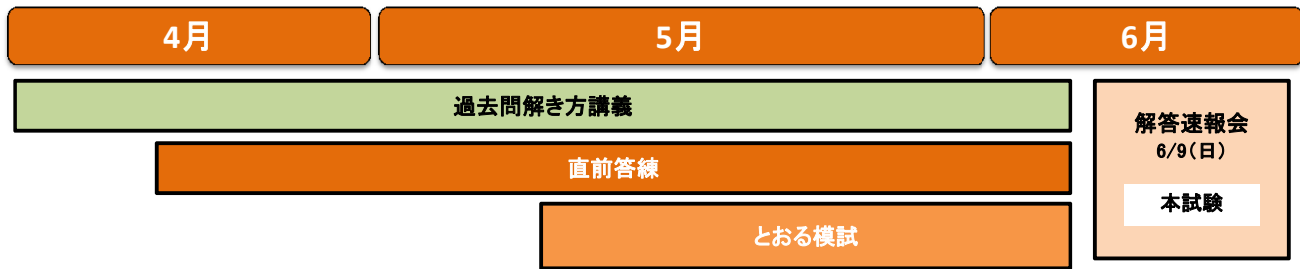 4月 5月 6月
過去問解き方講義
直前答練
とおる模試
解答速報会
6/9(日)
本試験